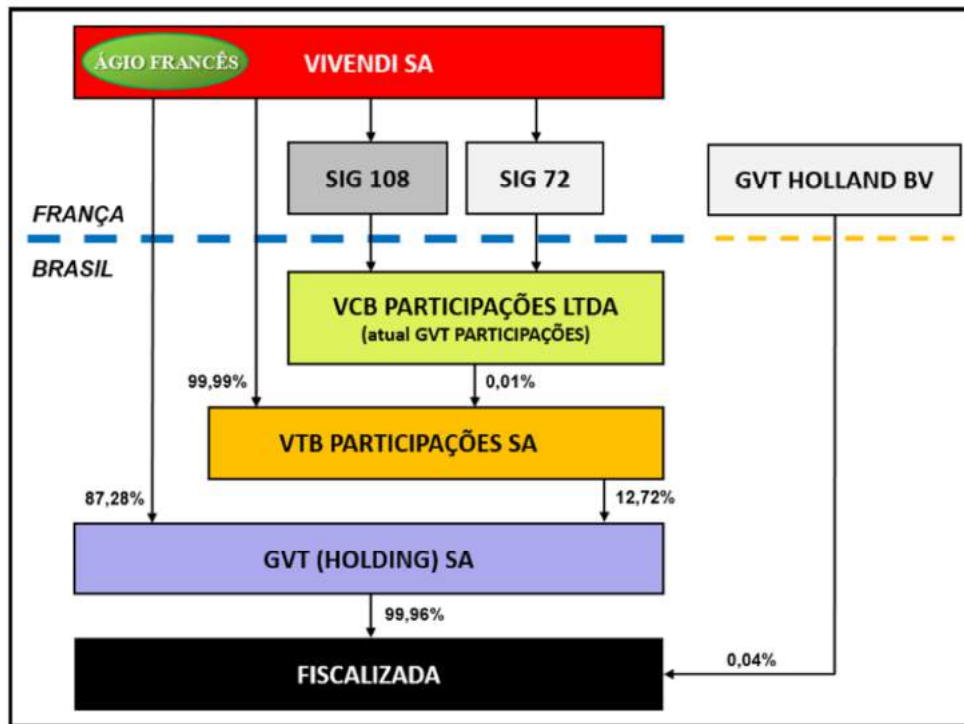 ÁGIO FRANCÊS
VIVENDI SA
SIG 108
SIG 72
GVT HOLLAND BV
FRANÇA
BRASIL
VCB PARTICIPAÇÕES LTDA
(atual GVT PARTICIPAÇÕES)
99,99%
0,01%
VTB PARTICIPAÇÕES SA
87,28%
12,72%
GVT (HOLDING) SA
99,96%
0,04%
FISCALIZADA